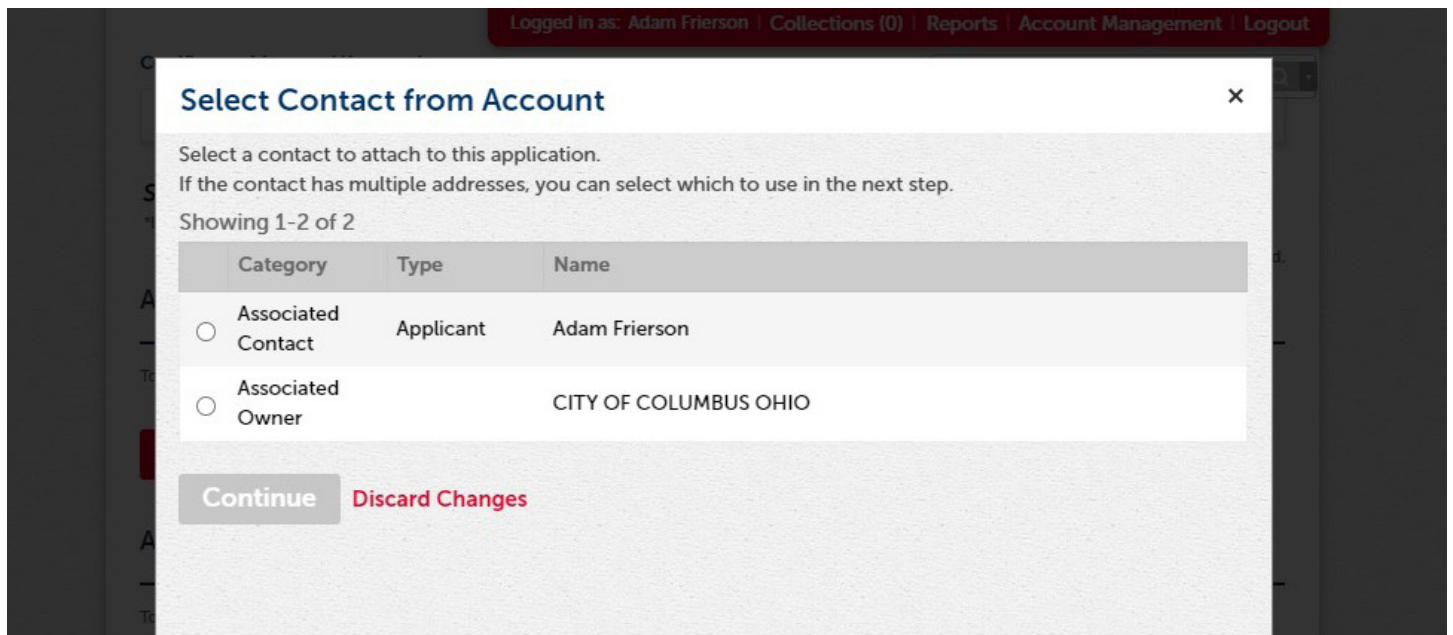 Logged in as: Adam Frierson | Collections (0) | Reports | Account Management | Logout
Select Contact from Account ×
Select a contact to attach to this application.
If the contact has multiple addresses, you can select which to use in the next step.
Showing 1-2 of 2
Category Type Name
Associated
Contact
Applicant Adam Frierson
Associated
Owner
CITY OF COLUMBUS OHIO
Continue Discard Changes